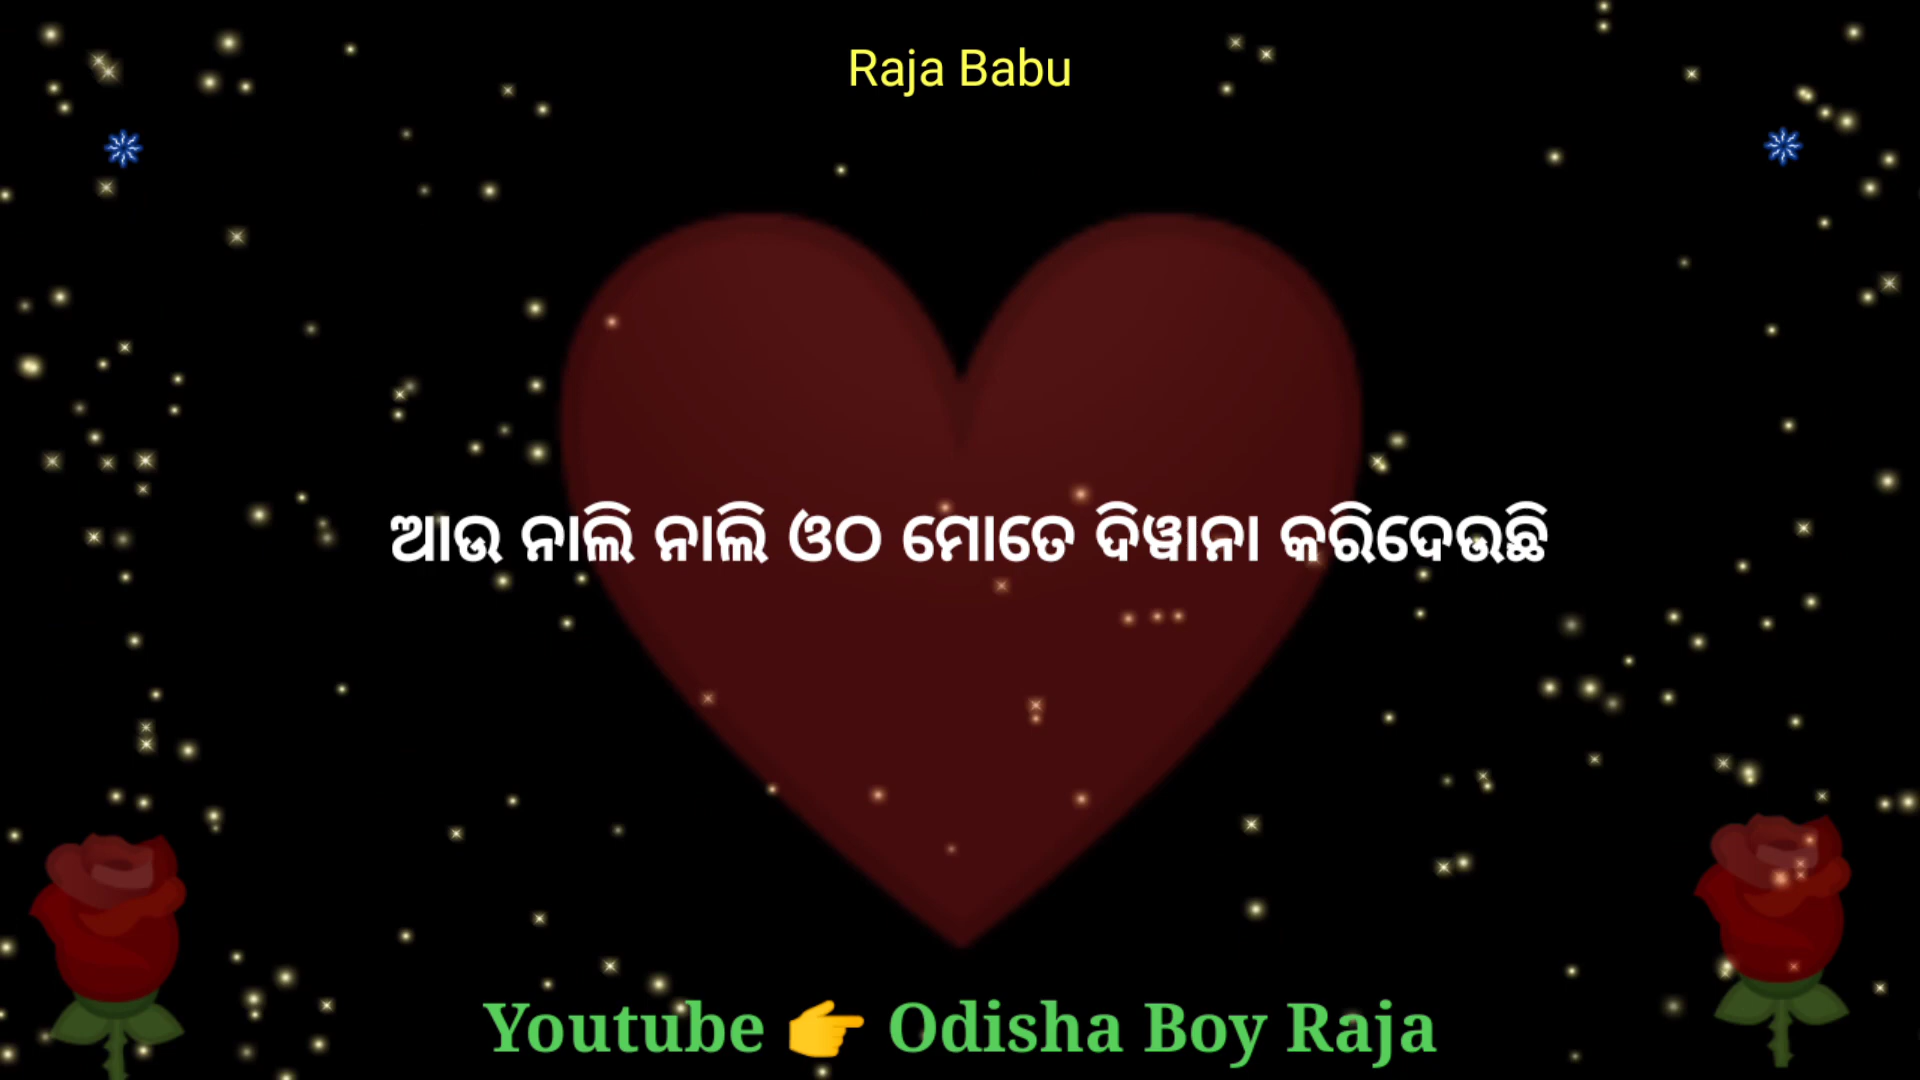 Raja Babu
ଆଉ ନାଲି ନାଲି ଓଠ ମୋତେ ଦିୱାନା କରିଦେଉଛି
Youtube 👉 Odisha Boy Raja